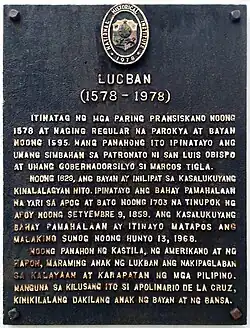 NATIONAL HISTORICAL INSTITUTE
LUCBAN
(1578 – 1978)
ITINATAG NG MGA PARING PRANSISKANO NOONG
1578 AT NAGING REGULAR NA PAROKYA AT BAYAN
NOONG 1595. NANG PANAHONG ITO IPINATAYO ANG
UNANG SIMBAHAN SA PATRONATO NI SAN LUIS OBISPO
AT UNANG GOBERNADORSILYO SI MARCOS TIGLA.
NOONG 1629, ANG BAYAN AY INILIPAT SA KASALUKUYANG
KINALALAGYAN NITO. IPINATAYO ANG BAHAY PAMAHALAAN
NA YARI SA APOG AT BATO NOONG 1703 NA TINUPOK NG
APOY NOONG SETYEMBRE 9, 1859. ANG KASALUKUYANG
BAHAY PAMAHALAAN AY ITINAYO MATAPOS ANG
MALAKING SUNOG NOONG HUNYO 13, 1968.
NOONG PANAHON NG KASTILA, NG AMERIKANO AT NG
HAPON, MARAMING ANAK NG LUKBAN ANG NAKIPAGLABAN
SA KALAYAAN AT KARAPATAN NG MGA PILIPINO.
NANGUNA SA KILUSANG ITO SI APOLINARIO DE LA CRUZ,
KINIKILALANG DAKILANG ANAK NG BAYAN AT NG BANSA.